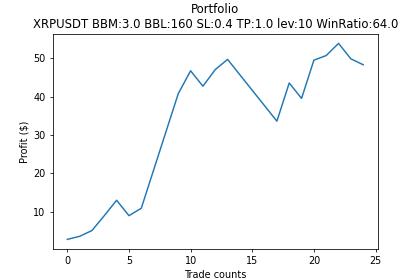 Portfolio
XRPUSDT BBM:3.0 BBL:160 SL:0.4 TP:1.0 lev:10 WinRatio:64.0
50
40
30
20
10
Profit ($)
0 5 10 15 20 25
Trade counts